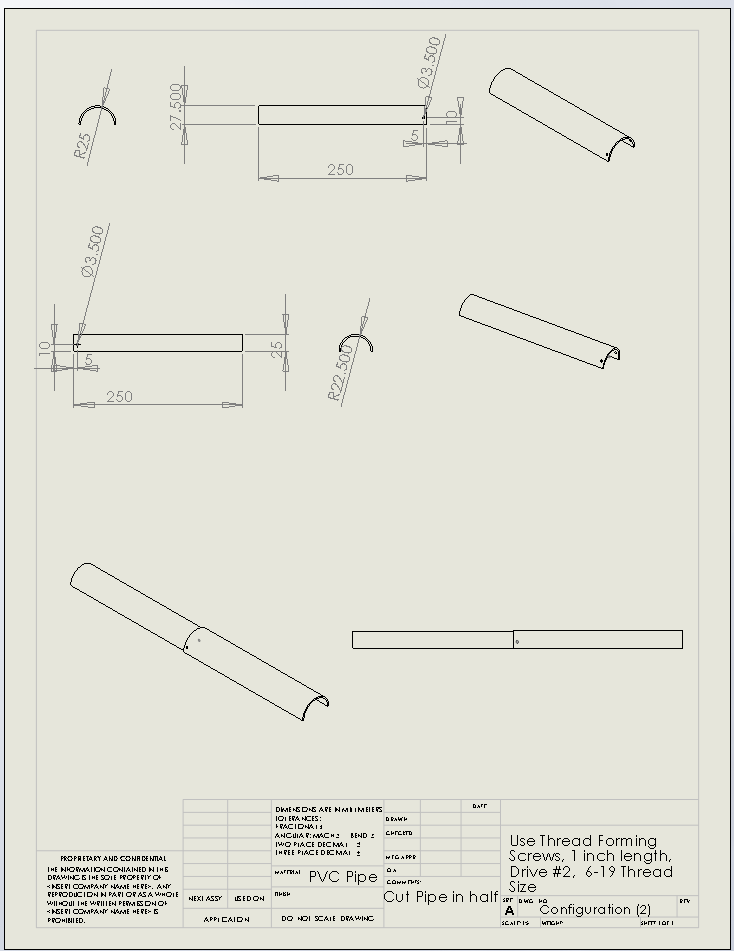 R25
27.500
Ø3.500
10
5
250
Ø3.500
10
5
250
25
R22.500
DIMENSIONS ARE IN MILLIMETERS
TOLERANCES:
FRACTIONAL ±
ANGULAR: MACH ± BEND ±
TWO PLACE DECIMAL ±
THREE PLACE DECIMAL ±
MATERIAL PVC Pipe
FINISH
DO NOT SCALE DRAWING
NEXT ASSY USED ON
APPLICATION
DATE
DRAWN
CHECKED
MFG APPR.
Q.A.
COMMENTS:
Cut Pipe in half
Use Thread Forming
Screws, 1 inch length,
Drive #2, 6-19 Thread
Size
SIZE DWG. NO. REV.
A Configuration (2)
WEIGHT: SHEET 1 OF 1
PROPRIETARY AND CONFIDENTIAL
THE INFORMATION CONTAINED IN THIS
DRAWING IS THE SOLE PROPERTY OF
<INSERT COMPANY NAME HERE>. ANY
REPRODUCTION IN PART OR AS A WHOLE
WITHOUT THE WRITTEN PERMISSION OF
<INSERT COMPANY NAME HERE> IS
PROHIBITED.